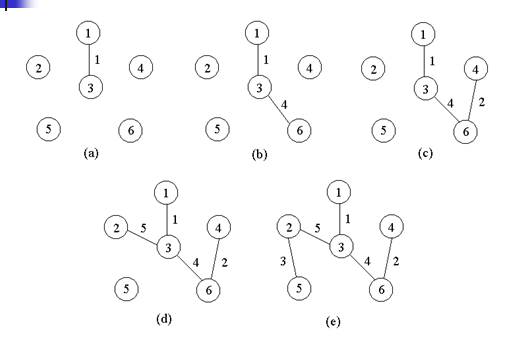 1 1 1
1 1 1
2 4 2 4 2 4
3 3 3
4 4 2
5 6 5 6 5 6
(a) (b) (c)
1 1
2 5 1 4 2 5 1 4
3 3
4 2 3 4 2
5 6 5 6
(d) (e)